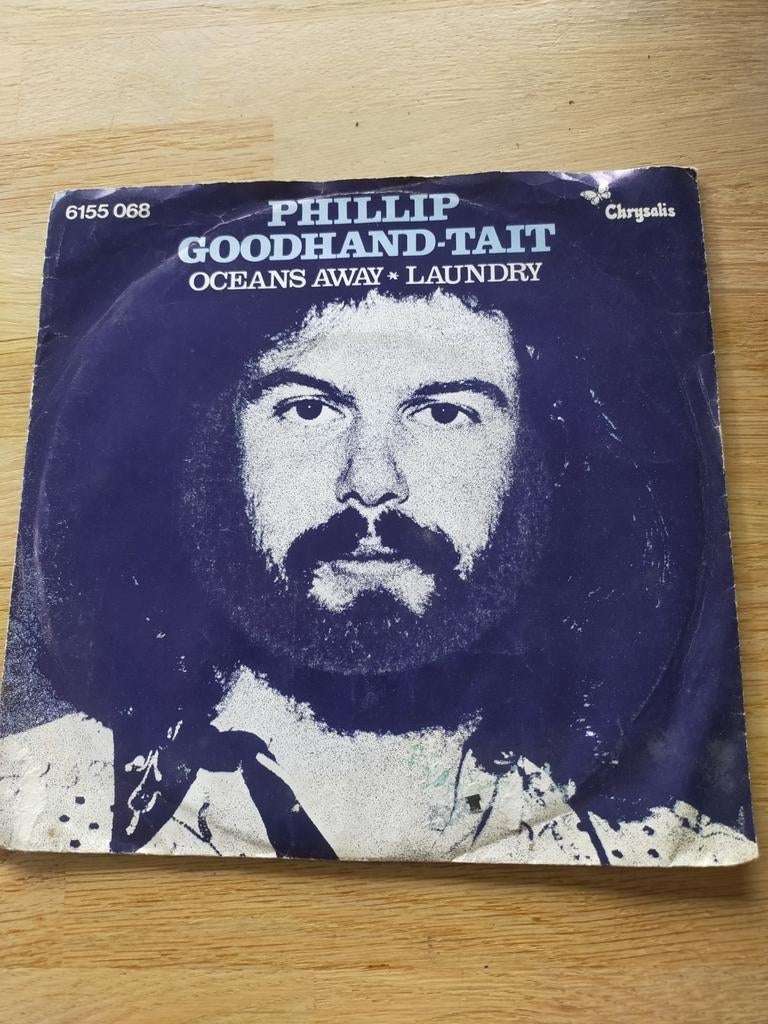 6155 068
PHILLIP
GOODHAND-TAIT
OCEANS AWAY * LAUNDRY
Chrysalis